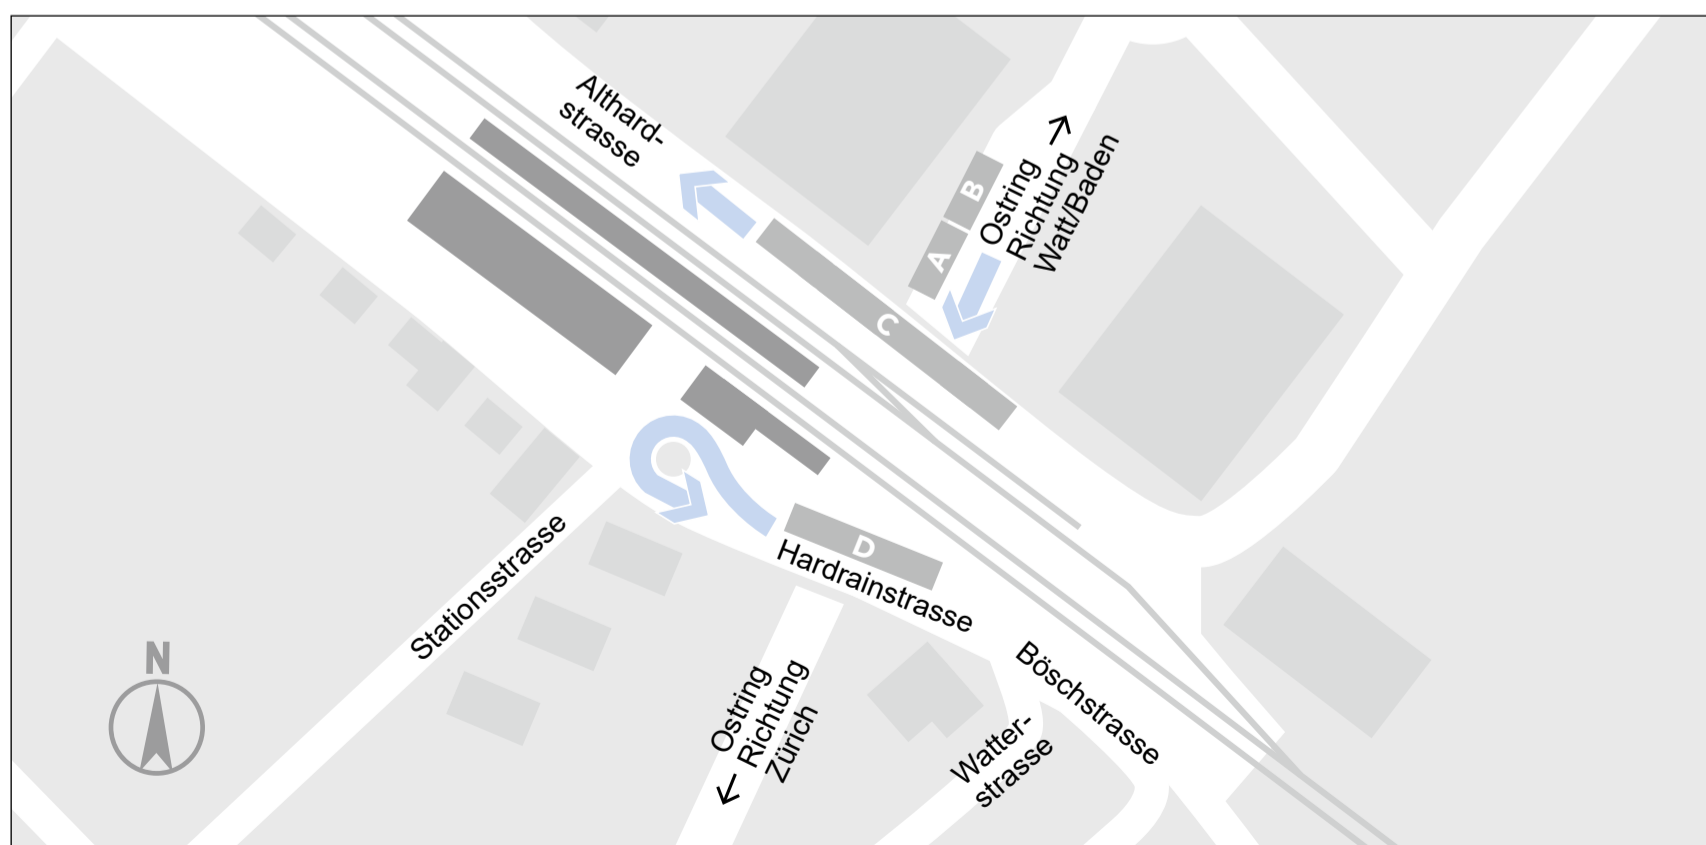 Althard-
strasse
B
A
Ostring
Richtung
Watt/Baden
C
D
Hardrainstrasse
Stationsstrasse
N
Ostring
Richtung
Zürich
Böschstrasse
Watter-
strasse